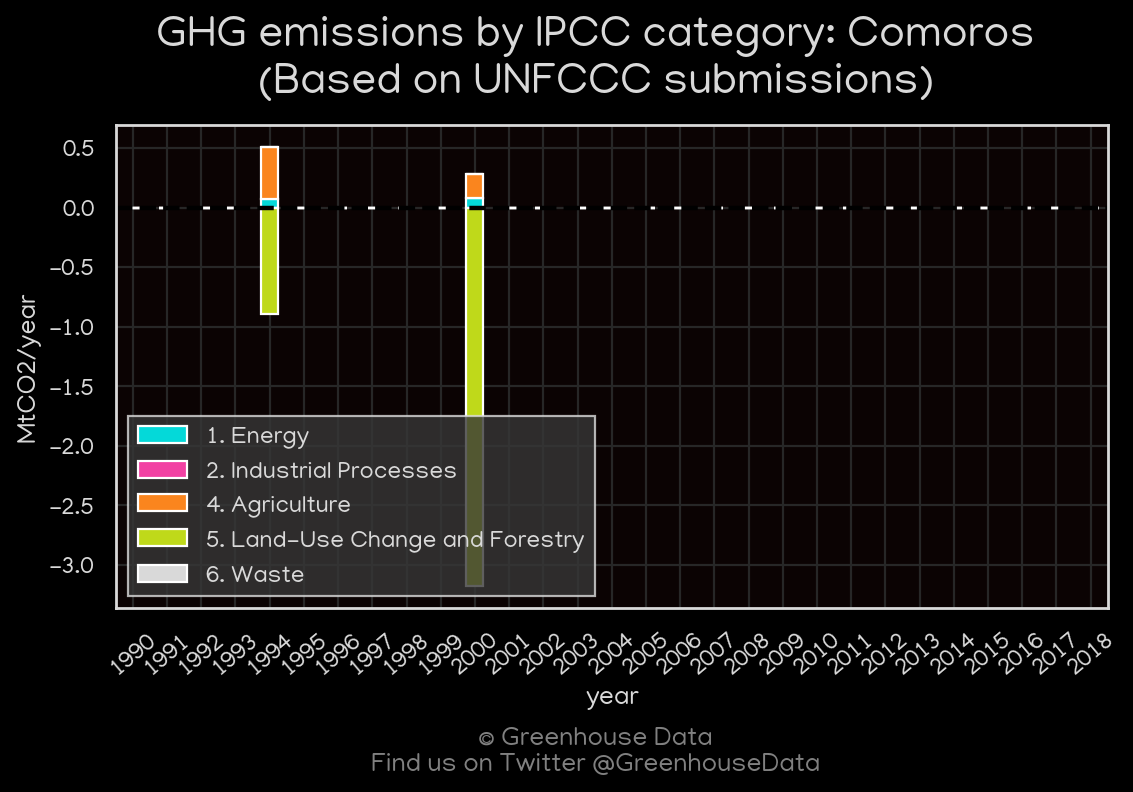 GHG emissions by IPCC category: Comoros
(Based on UNFCCC submissions)
0.5
0.0
−0.5
−1.0
−1.5
−2.0
−2.5
−3.0
MtCO2/year
1. Energy
2. Industrial Processes
4. Agriculture
5. Land-Use Change and Forestry
6. Waste
1990 1991 1992 1993 1994 1995 1996 1997 1998 1999 2000 2001 2002 2003 2004 2005 2006 2007 2008 2009 2010 2011 2012 2013 2014 2015 2016 2017 2018
year
© Greenhouse Data
Find us on Twitter @GreenhouseData